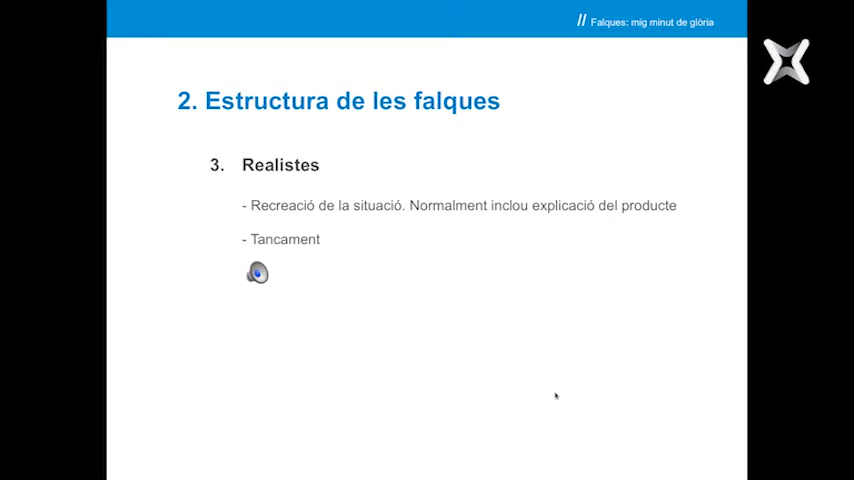 // Falques: mig minut de glòria
2. Estructura de les falques
3. Realistes
- Recreació de la situació. Normalment inclou explicació del producte
- Tancament